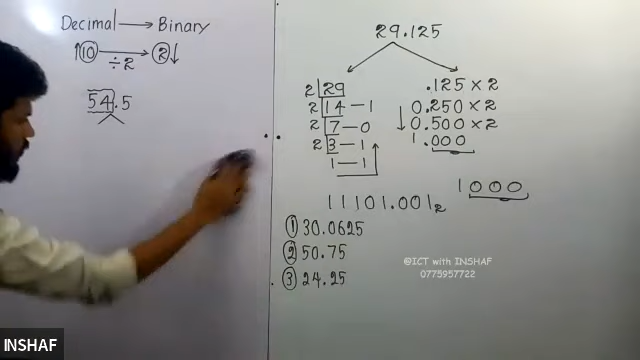 Decimal → Binary
↑⑩ → ②↓
÷2
54.5
29.125
2 29
2 14 — 1
2 7 — 0
2 3 — 1
1 — 1
.125 × 2
0.250 × 2
0.500 × 2
1.000
1000
11101.001₂
① 30.0625
② 50.75
③ 24.25
@ICT with INSHAF
0775957722
INSHAF